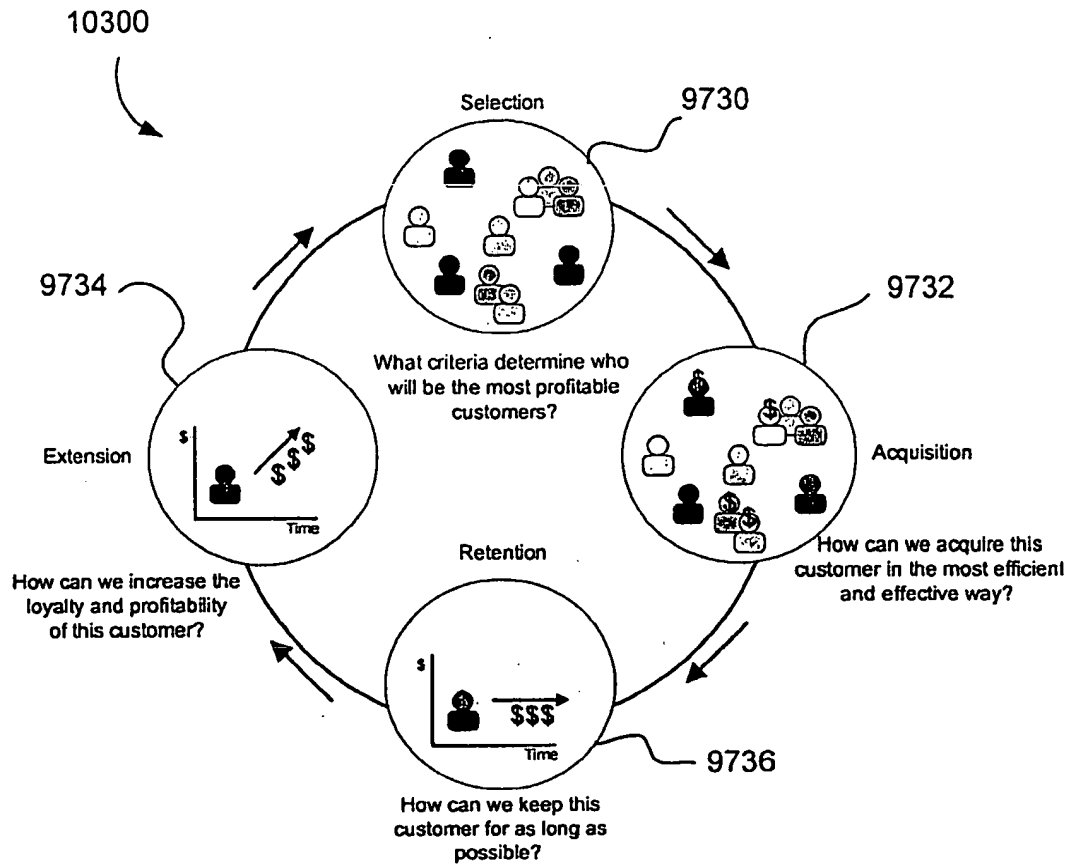 10300
Selection
9730
What criteria determine who
will be the most profitable
customers?
9732
$
$
Acquisition
$
$
How can we acquire this
customer in the most efficient
and effective way?
9734
Extension
$
$ $ $
Time
How can we increase the
loyalty and profitability
of this customer?
Retention
$
$$$
Time
9736
How can we keep this
customer for as long as
possible?